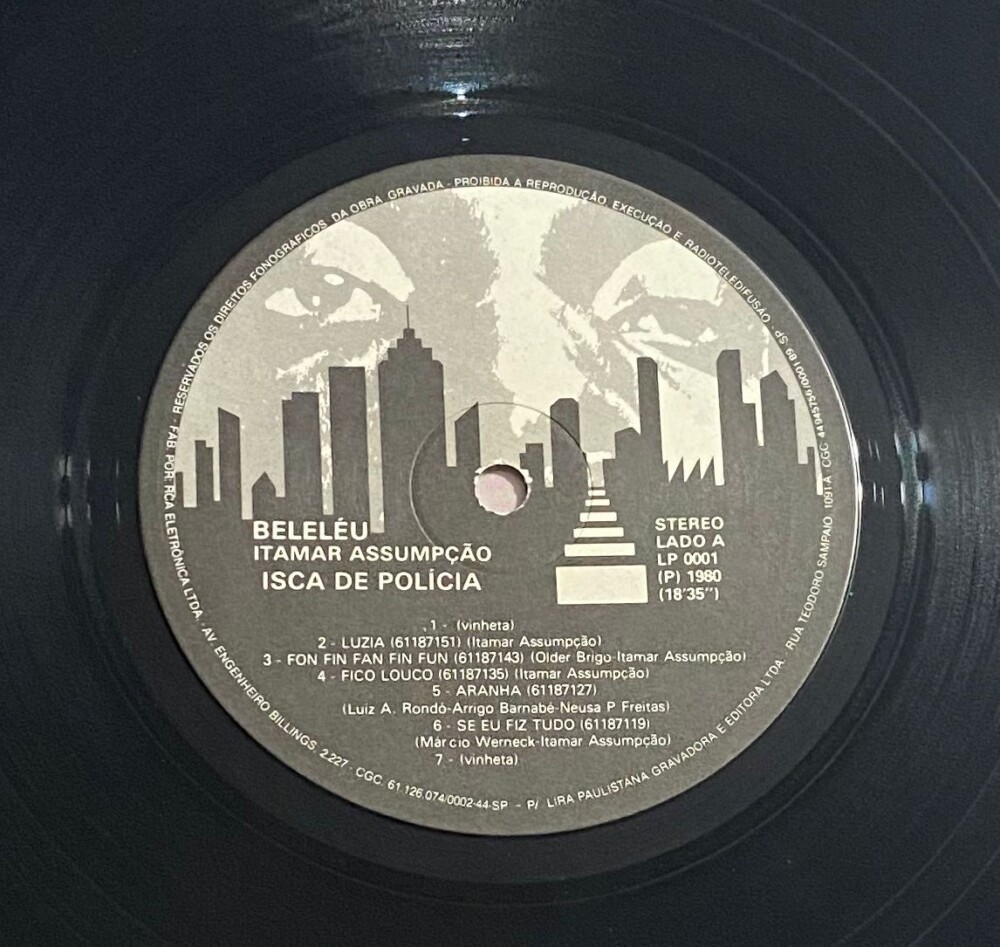 BELELÉU
ITAMAR ASSUMPÇÃO
ISCA DE POLÍCIA
STEREO
LADO A
LP 0001
(P) 1980
(18'35")
1 - (vinheta)
2 - LUZIA (61187151) (Itamar Assumpção)
3 - FON FIN FAN FIN FUN (61187143) (Older Brigo-Itamar Assumpção)
4 - FICO LOUCO (61187135) (Itamar Assumpção)
5 - ARANHA (61187127)
(Luiz A. Rondó-Arrigo Barnabé-Neusa P Freitas)
6 - SE EU FIZ TUDO (61187119)
(Márcio Werneck-Itamar Assumpção)
7 - (vinheta)
FAB. POR RCA ELETRÔNICA LTDA. - AV. ENGENHEIRO BILLINGS, 2.227 - CGC. 61.126.074/0002-44-SP - P/ LIRA PAULISTANA GRAVADORA E EDITORA LTDA. - RUA TEODORO SAMPAIO 1091-A CGC 44945756/0001 89 SP - RESERVADOS OS DIREITOS FONOGRÁFICOS DA OBRA GRAVADA - PROIBIDA A REPRODUÇÃO, EXECUÇÃO E RADIOTELEDIFUSÃO